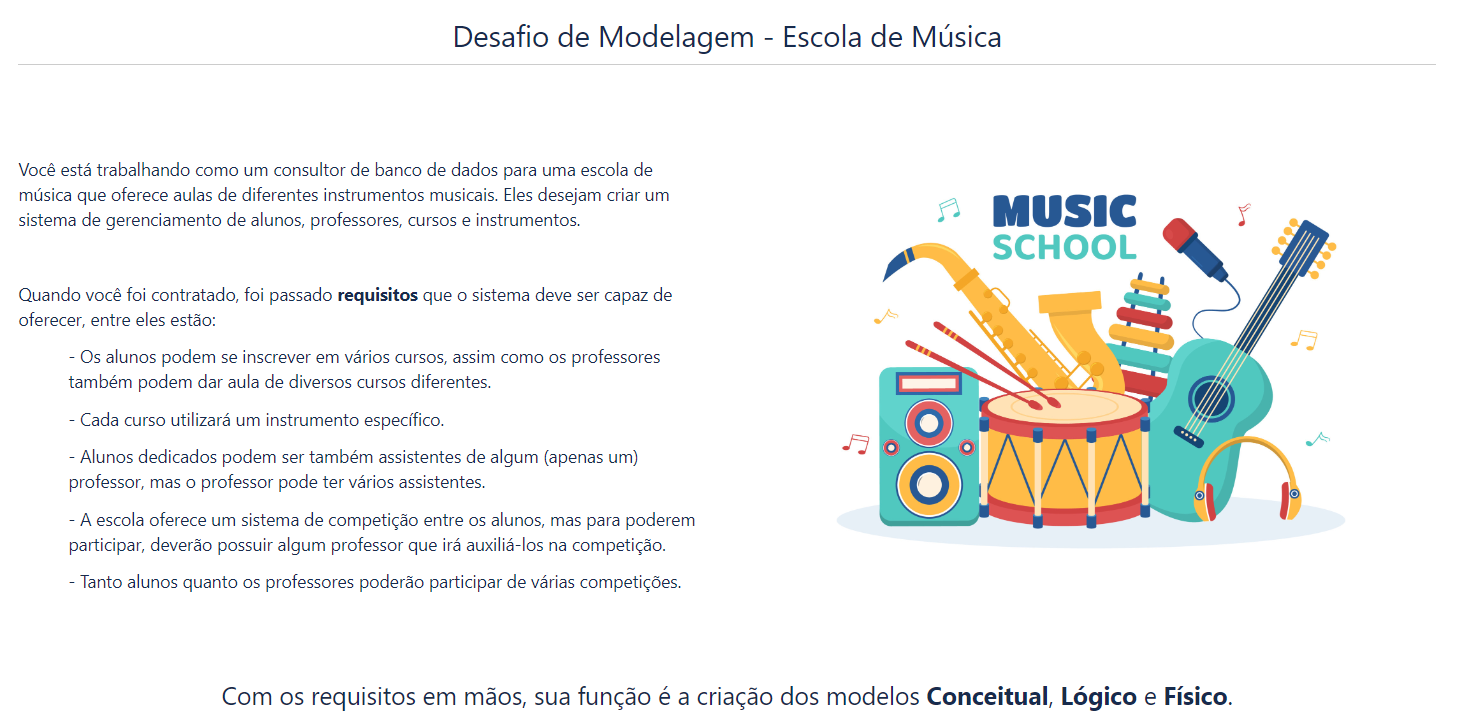 Desafio de Modelagem - Escola de Música
Você está trabalhando como um consultor de banco de dados para uma escola de
música que oferece aulas de diferentes instrumentos musicais. Eles desejam criar um
sistema de gerenciamento de alunos, professores, cursos e instrumentos.
Quando você foi contratado, foi passado requisitos que o sistema deve ser capaz de
oferecer, entre eles estão:
- Os alunos podem se inscrever em vários cursos, assim como os professores
também podem dar aula de diversos cursos diferentes.
- Cada curso utilizará um instrumento específico.
- Alunos dedicados podem ser também assistentes de algum (apenas um)
professor, mas o professor pode ter vários assistentes.
- A escola oferece um sistema de competição entre os alunos, mas para poderem
participar, deverão possuir algum professor que irá auxiliá-los na competição.
- Tanto alunos quanto os professores poderão participar de várias competições.
MUSIC
SCHOOL
Com os requisitos em mãos, sua função é a criação dos modelos Conceitual, Lógico e Físico.